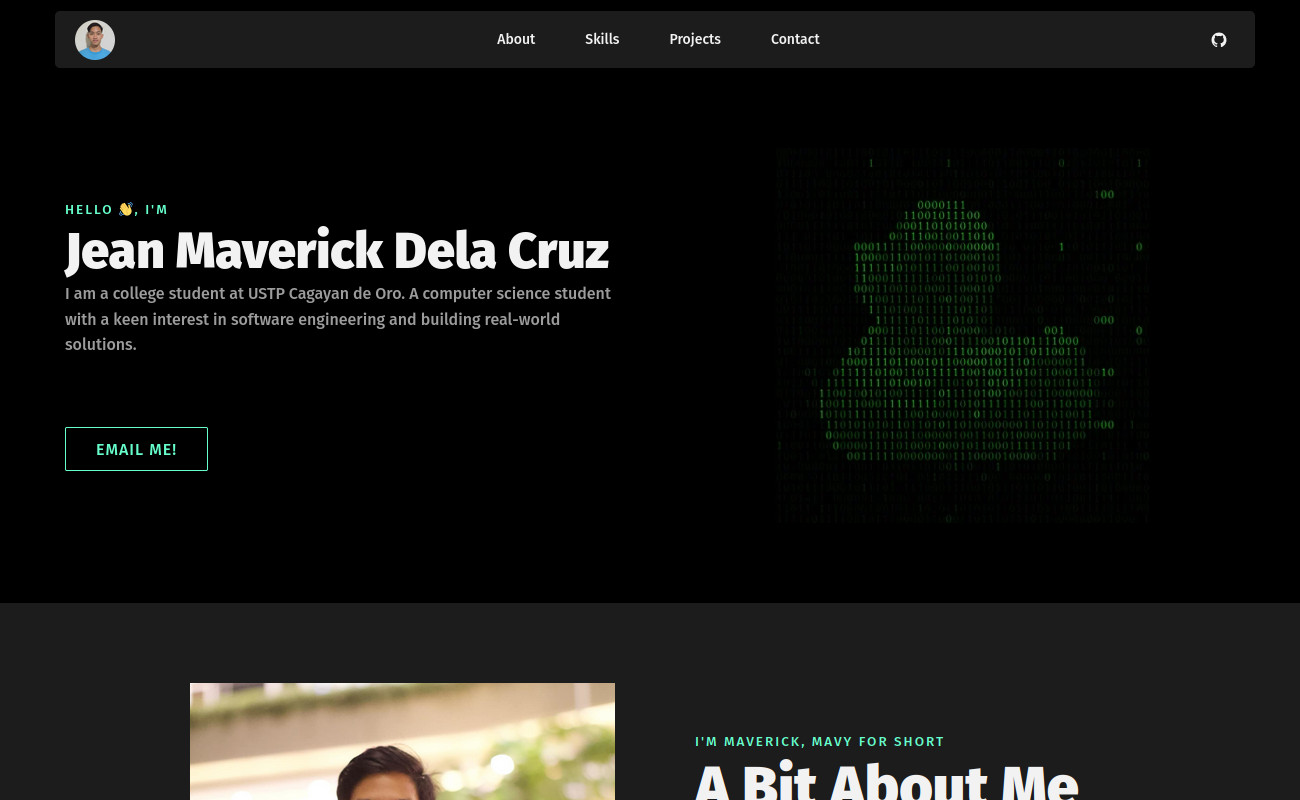 About
Skills
Projects
Contact
HELLO 👋, I'M
Jean Maverick Dela Cruz
I am a college student at USTP Cagayan de Oro. A computer science student
with a keen interest in software engineering and building real-world
solutions.
EMAIL ME!
I'M MAVERICK, MAVY FOR SHORT
A Bit About Me